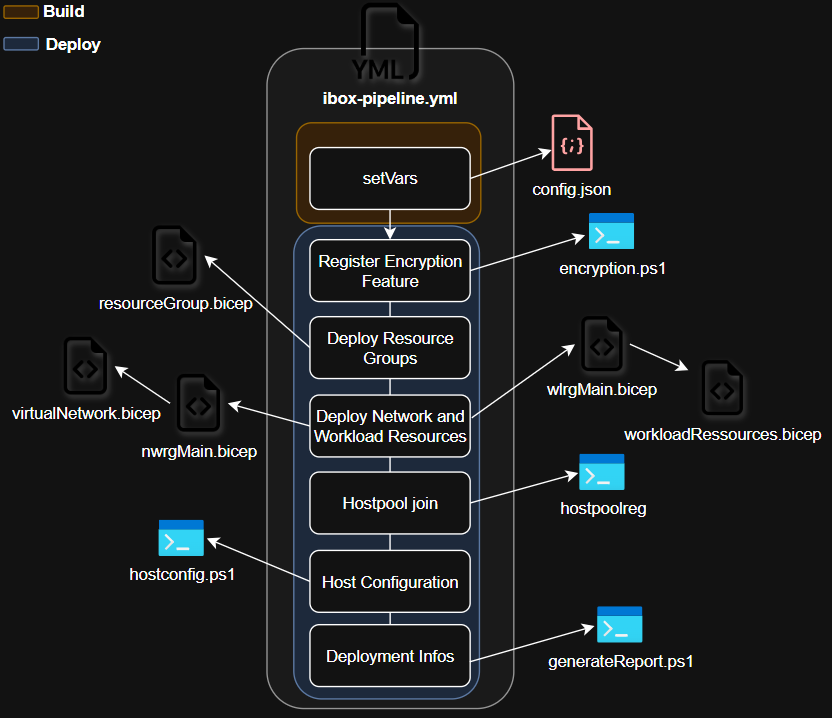 Build
Deploy
YML
ibox-pipeline.yml
setVars
{;}
config.json
Register Encryption
Feature
encryption.ps1
resourceGroup.bicep
Deploy Resource
Groups
wlrgMain.bicep
virtualNetwork.bicep
Deploy Network and
Workload Resources
workloadRessources.bicep
nwrgMain.bicep
Hostpool join
hostpoolreg
hostconfig.ps1
Host Configuration
Deployment Infos
generateReport.ps1